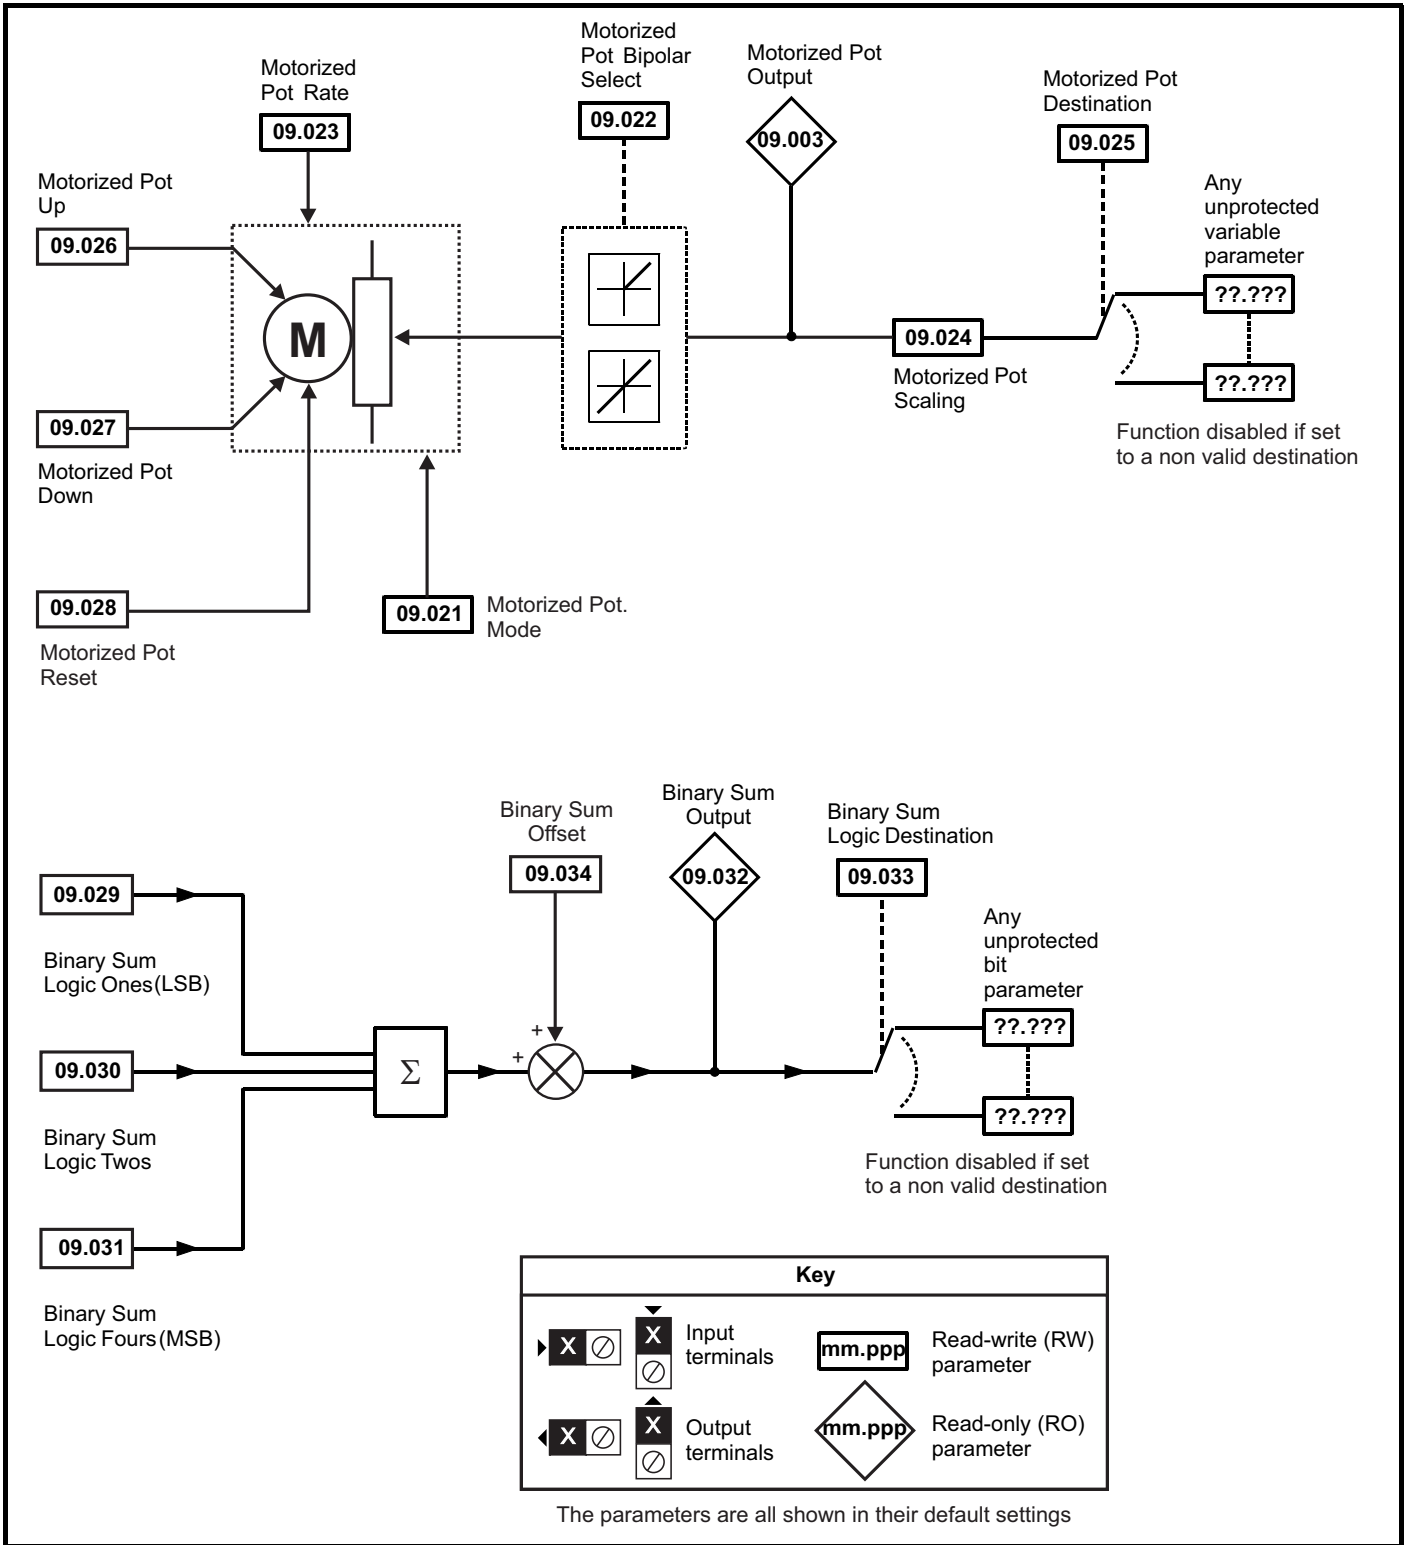 Motorized
Pot Rate
09.023
Motorized
Pot Bipolar
Select
09.022
Motorized Pot
Output
09.003
Motorized Pot
Destination
09.025
Motorized Pot
Up
09.026
Any
unprotected
variable
parameter
??.???
??.???
M
09.024
Motorized Pot
Scaling
Function disabled if set
to a non valid destination
09.027
Motorized Pot
Down
09.028
Motorized Pot
Reset
09.021
Motorized Pot.
Mode
Binary Sum
Offset
09.034
Binary Sum
Output
09.032
Binary Sum
Logic Destination
09.033
09.029
Binary Sum
Logic Ones(LSB)
Any
unprotected
bit
parameter
??.???
??.???
09.030
Binary Sum
Logic Twos
Σ
+
+
Function disabled if set
to a non valid destination
09.031
Binary Sum
Logic Fours(MSB)
Key
X
X
Input
terminals
mm.ppp
Read-write (RW)
parameter
X
X
Output
terminals
mm.ppp
Read-only (RO)
parameter
The parameters are all shown in their default settings